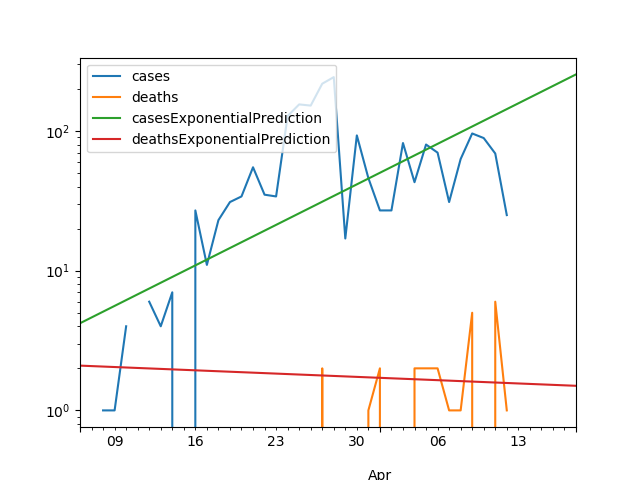 cases
deaths
casesExponentialPrediction
deathsExponentialPrediction
10²
10¹
10⁰
09 16 23 30 06 13
Apr